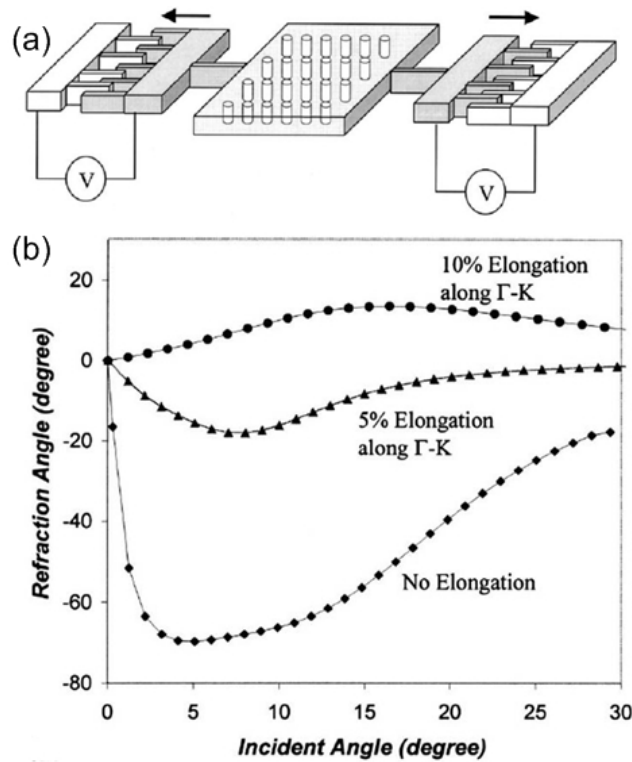 (a)
V
V
(b)
20
0
-20
-40
-60
-80
Refraction Angle (degree)
10% Elongation
along Γ-K
5% Elongation
along Γ-K
No Elongation
0
5
10
15
20
25
30
Incident Angle (degree)